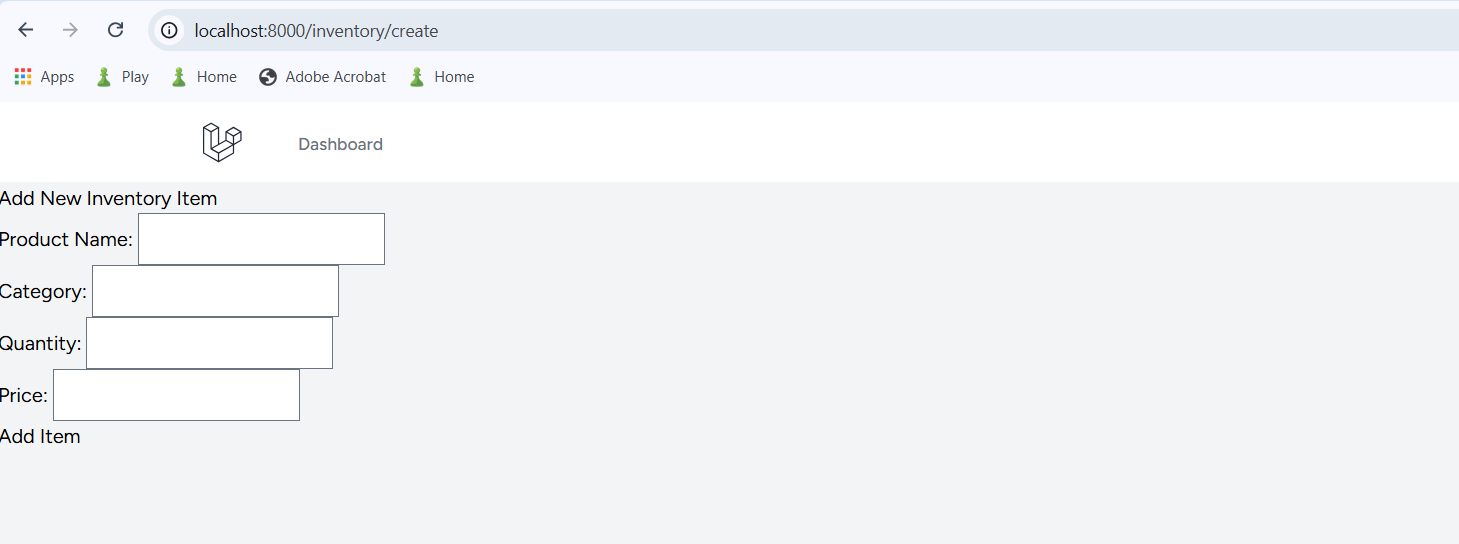 localhost:8000/inventory/create
Apps Play Home Adobe Acrobat Home
Dashboard
Add New Inventory Item
Product Name:
Category:
Quantity:
Price:
Add Item